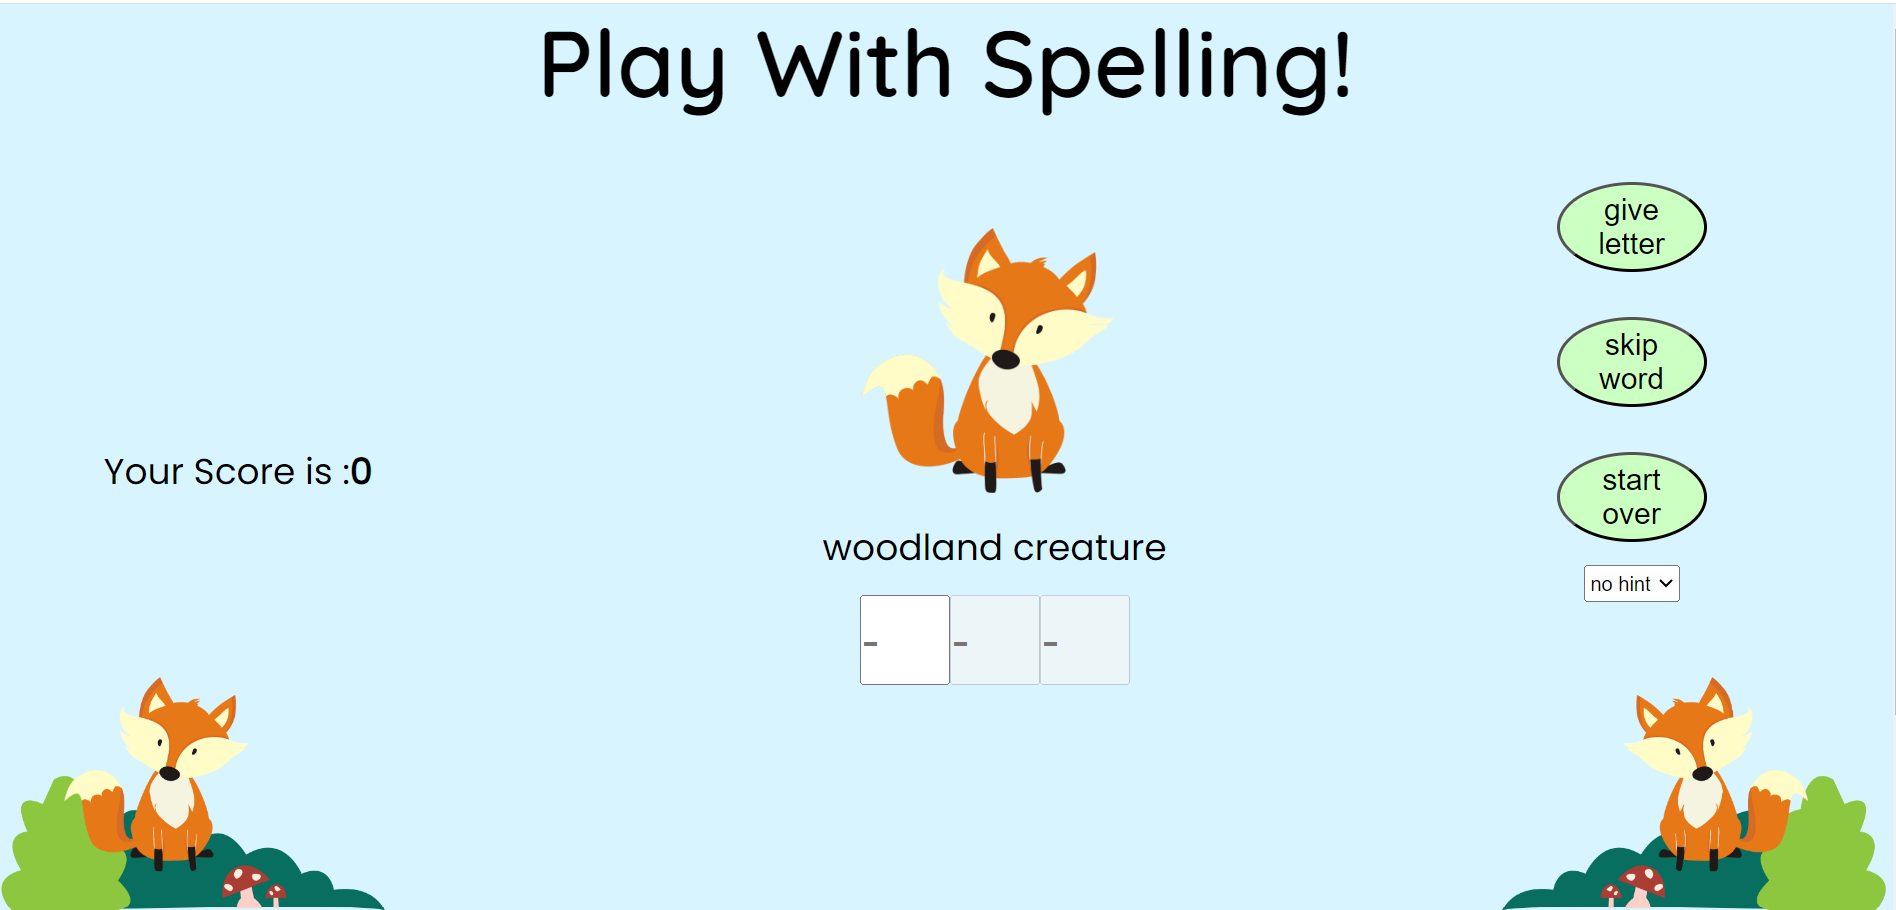 Play With Spelling!
give
letter
skip
word
Your Score is :0
start
over
woodland creature
no hint
- - -